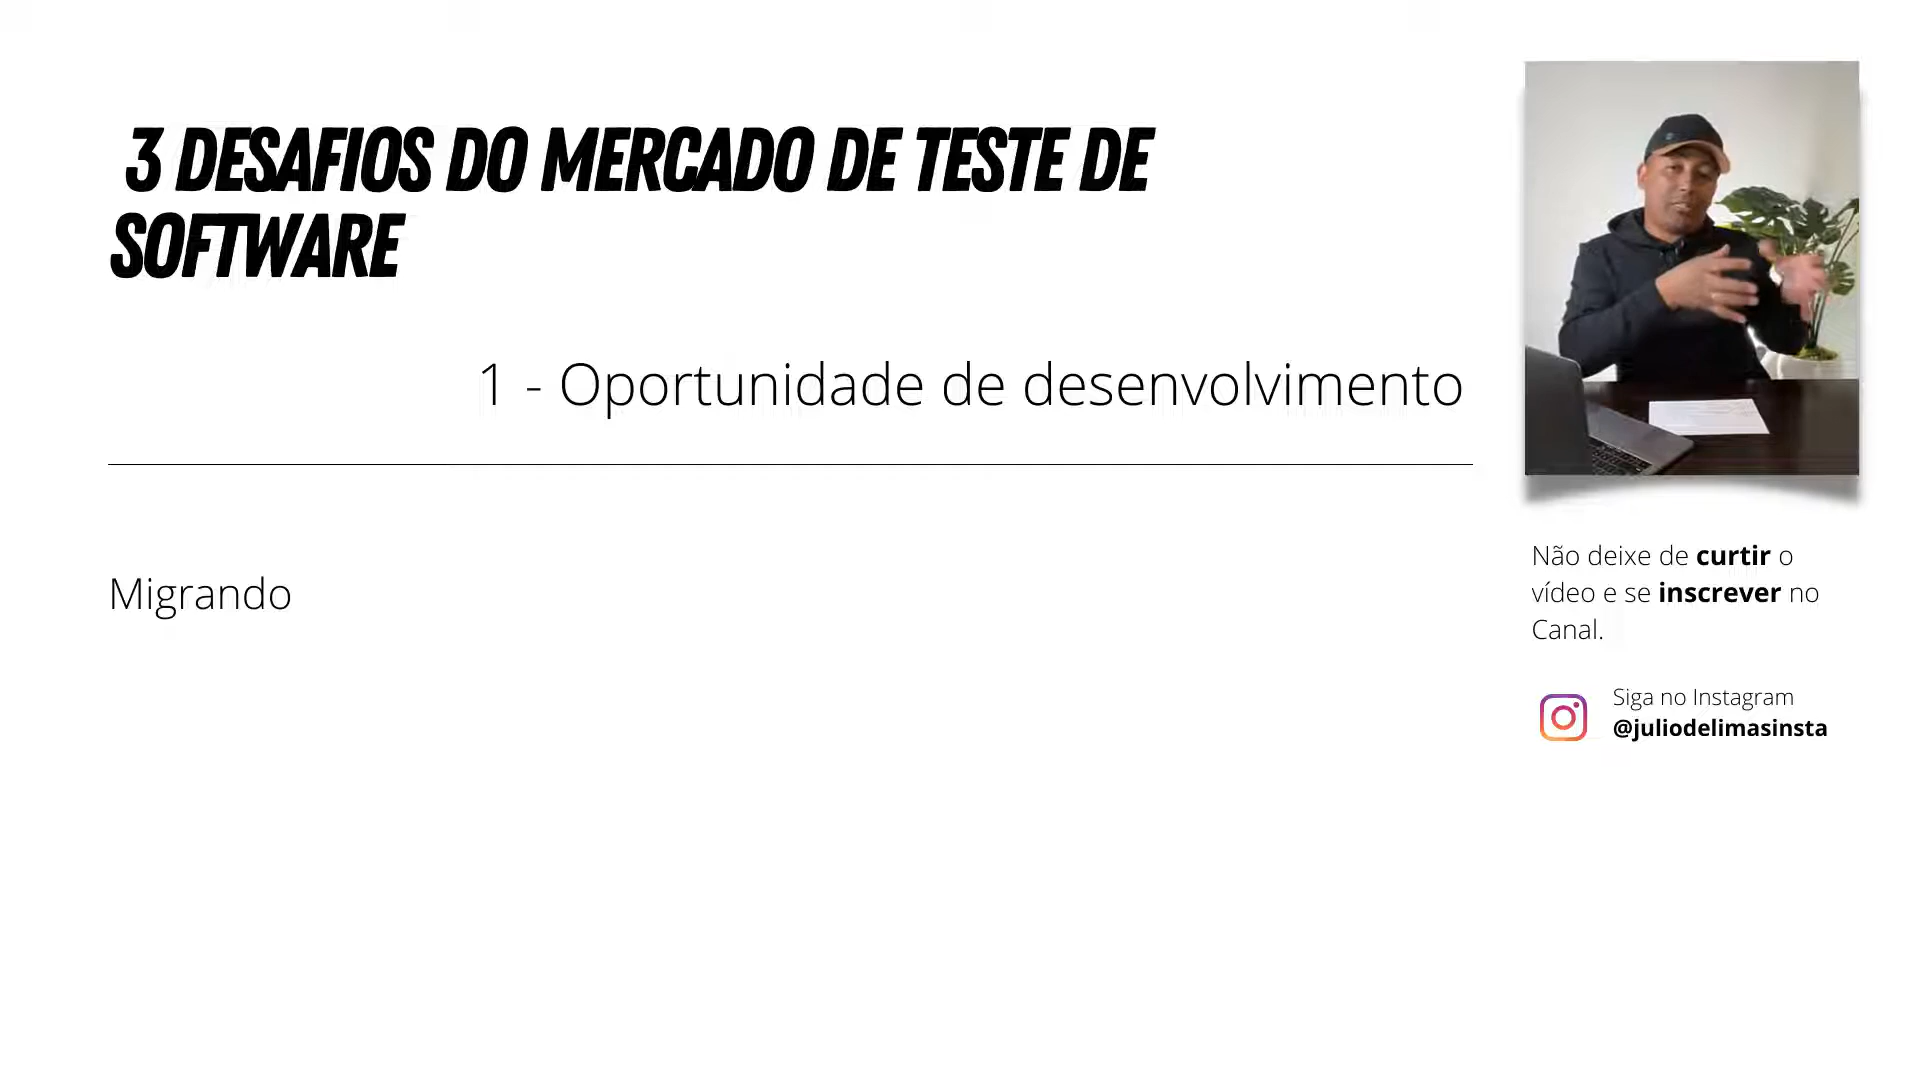 3 DESAFIOS DO MERCADO DE TESTE DE
SOFTWARE
1 - Oportunidade de desenvolvimento
Migrando
Não deixe de curtir o
vídeo e se inscrever no
Canal.
Siga no Instagram
@juliodelimasinsta